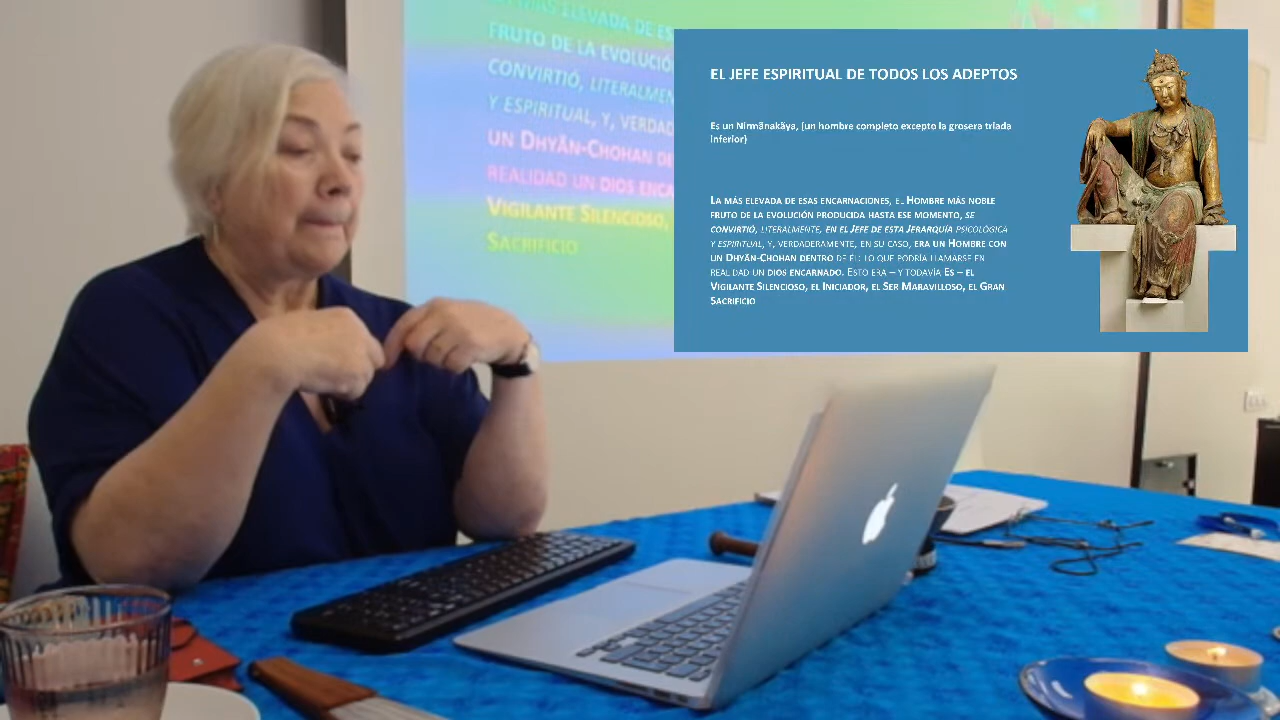 MÁS ELEVADA DE ES
FRUTO DE LA EVOLUCIÓ
CONVIRTIÓ, LITERALMEN
Y ESPIRITUAL, Y, VERDAD
UN DHYĀN-CHOHAN DE
REALIDAD UN DIOS ENCA
VIGILANTE SILENCIOSO,
SACRIFICIO
EL JEFE ESPIRITUAL DE TODOS LOS ADEPTOS
Es un Nirmānakāya, (un hombre completo excepto la grosera triada
inferior)
LA MÁS ELEVADA DE ESAS ENCARNACIONES, EL HOMBRE MÁS NOBLE
FRUTO DE LA EVOLUCIÓN PRODUCIDA HASTA ESE MOMENTO, SE
CONVIRTIÓ, LITERALMENTE, EN EL JEFE DE ESTA JERARQUÍA PSICOLÓGICA
Y ESPIRITUAL, Y, VERDADERAMENTE, EN SU CASO, ERA UN HOMBRE CON
UN DHYĀN-CHOHAN DENTRO DE ÉL: LO QUE PODRÍA LLAMARSE EN
REALIDAD UN DIOS ENCARNADO. ESTO ERA – Y TODAVÍA ES – EL
VIGILANTE SILENCIOSO, EL INICIADOR, EL SER MARAVILLOSO, EL GRAN
SACRIFICIO